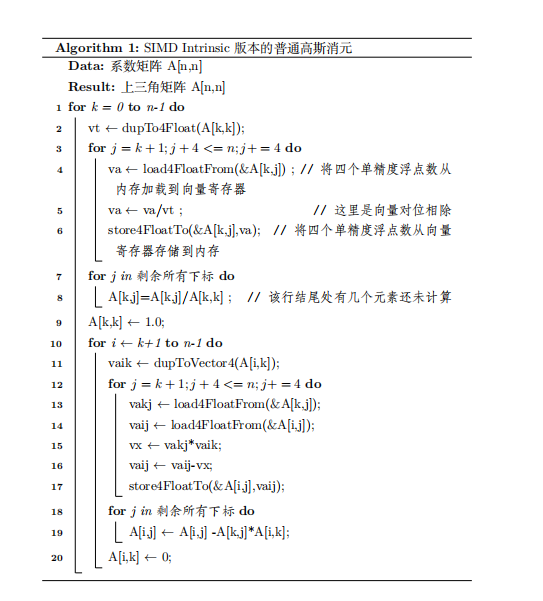 Algorithm 1: SIMD Intrinsic 版本的普通高斯消元
Data: 系数矩阵 A[n,n]
Result: 上三角矩阵 A[n,n]
1 for k = 0 to n-1 do
2 vt ← dupTo4Float(A[k,k]);
3 for j = k + 1; j + 4 <= n; j+ = 4 do
4 va ← load4FloatFrom(&A[k,j]) ; // 将四个单精度浮点数从
内存加载到向量寄存器
5 va ← va/vt ; // 这里是向量对位相除
6 store4FloatTo(&A[k,j],va); // 将四个单精度浮点数从向量
寄存器存储到内存
7 for j in 剩余所有下标 do
8 A[k,j]=A[k,j]/A[k,k] ; // 该行结尾处有几个元素还未计算
9 A[k,k] ← 1.0;
10 for i ← k+1 to n-1 do
11 vaik ← dupToVector4(A[i,k]);
12 for j = k + 1; j + 4 <= n; j+ = 4 do
13 vakj ← load4FloatFrom(&A[k,j]);
14 vaij ← load4FloatFrom(&A[i,j]);
15 vx ← vakj*vaik;
16 vaij ← vaij-vx;
17 store4FloatTo(&A[i,j],vaij);
18 for j in 剩余所有下标 do
19 A[i,j] ← A[i,j] -A[k,j]*A[i,k];
20 A[i,k] ← 0;